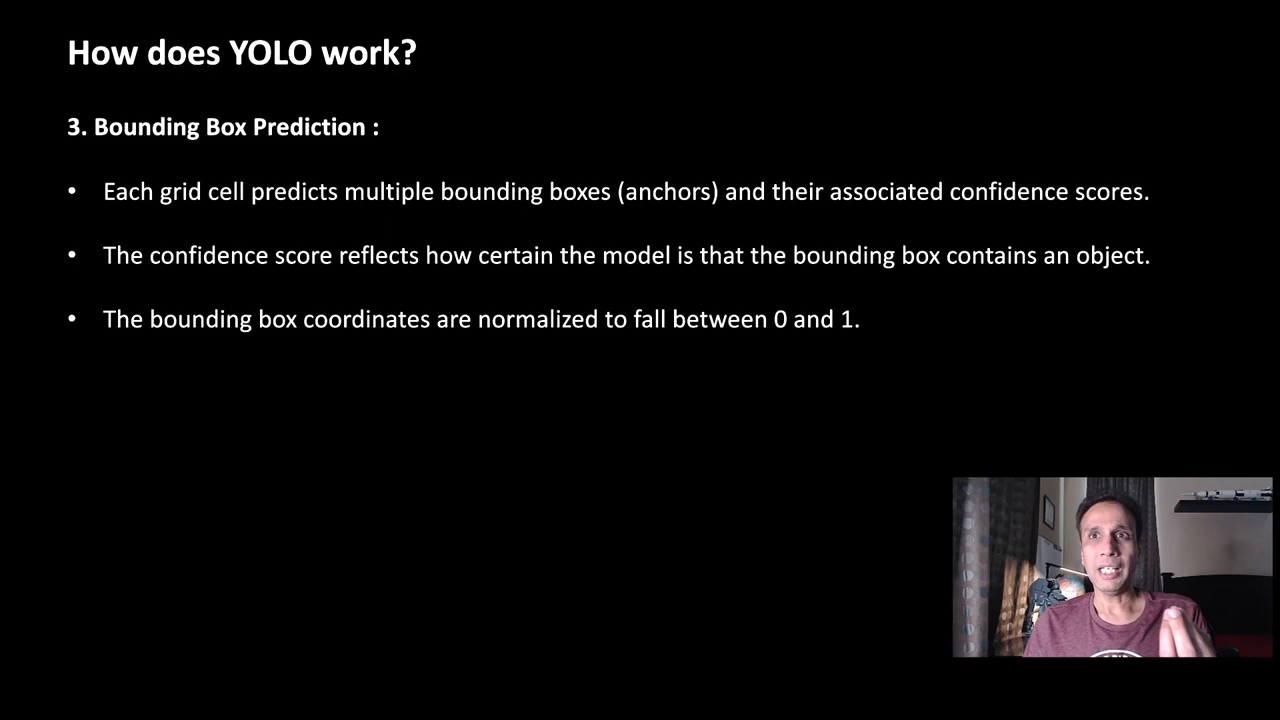 How does YOLO work?
3. Bounding Box Prediction :
• Each grid cell predicts multiple bounding boxes (anchors) and their associated confidence scores.
• The confidence score reflects how certain the model is that the bounding box contains an object.
• The bounding box coordinates are normalized to fall between 0 and 1.